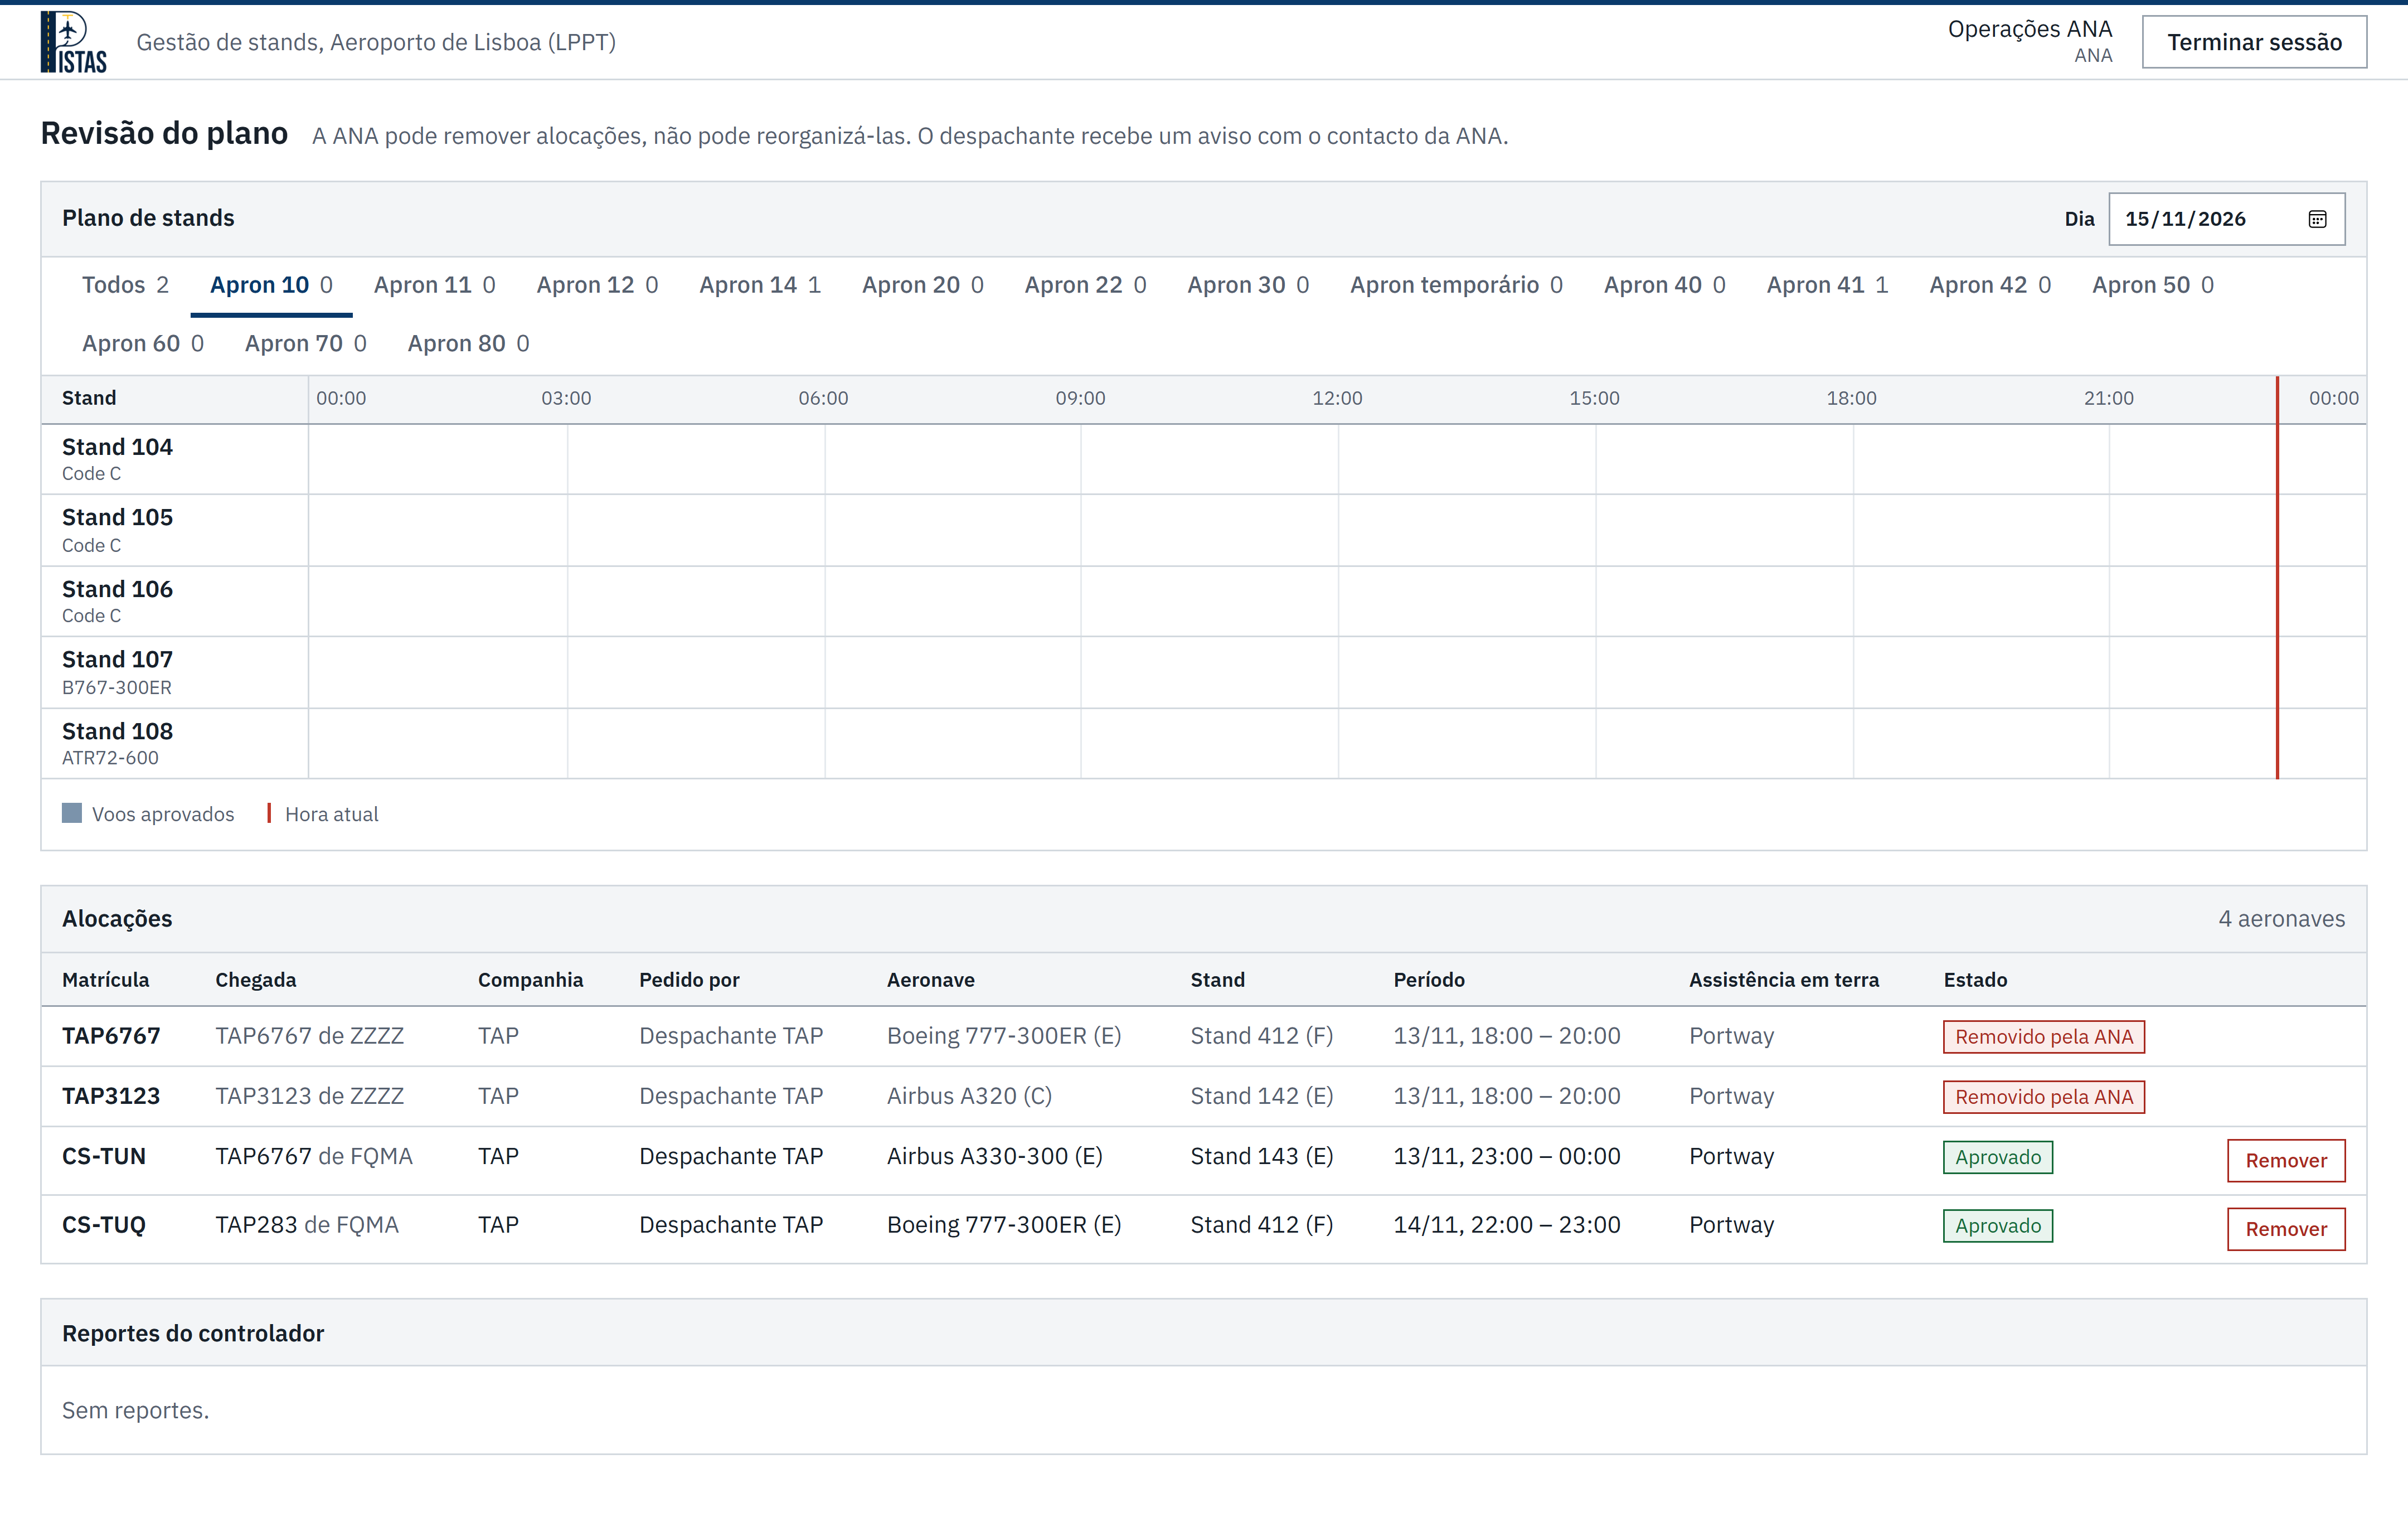 PISTAS
Gestão de stands, Aeroporto de Lisboa (LPPT)
Operações ANA
ANA
Terminar sessão
Revisão do plano
A ANA pode remover alocações, não pode reorganizá-las. O despachante recebe um aviso com o contacto da ANA.
Plano de stands
Dia 15/11/2026
Todos 2 Apron 10 0 Apron 11 0 Apron 12 0 Apron 14 1 Apron 20 0 Apron 22 0 Apron 30 0 Apron temporário 0 Apron 40 0 Apron 41 1 Apron 42 0 Apron 50 0
Apron 60 0 Apron 70 0 Apron 80 0
Stand 00:00 03:00 06:00 09:00 12:00 15:00 18:00 21:00 00:00
Stand 104
Code C
Stand 105
Code C
Stand 106
Code C
Stand 107
B767-300ER
Stand 108
ATR72-600
Voos aprovados Hora atual
Alocações 4 aeronaves
Matrícula Chegada Companhia Pedido por Aeronave Stand Período Assistência em terra Estado
TAP6767 TAP6767 de ZZZZ TAP Despachante TAP Boeing 777-300ER (E) Stand 412 (F) 13/11, 18:00 – 20:00 Portway Removido pela ANA
TAP3123 TAP3123 de ZZZZ TAP Despachante TAP Airbus A320 (C) Stand 142 (E) 13/11, 18:00 – 20:00 Portway Removido pela ANA
CS-TUN TAP6767 de FQMA TAP Despachante TAP Airbus A330-300 (E) Stand 143 (E) 13/11, 23:00 – 00:00 Portway Aprovado Remover
CS-TUQ TAP283 de FQMA TAP Despachante TAP Boeing 777-300ER (E) Stand 412 (F) 14/11, 22:00 – 23:00 Portway Aprovado Remover
Reportes do controlador
Sem reportes.